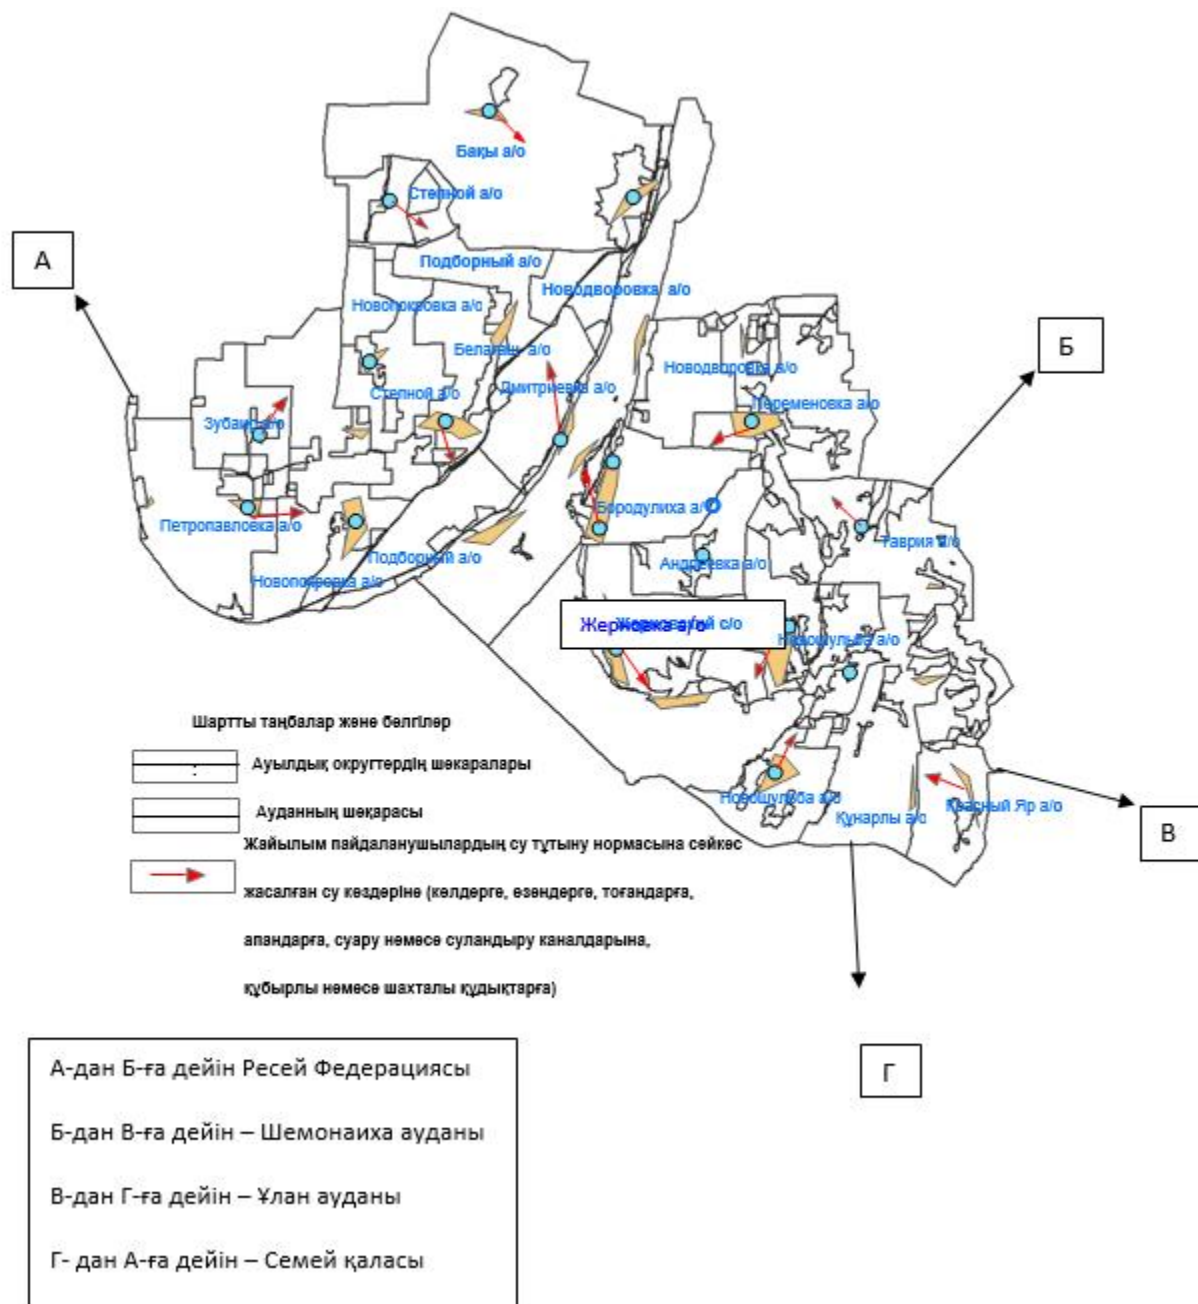 Бақы а/о
Степной а/о
А
Подборный а/о
Новодворовка а/о
Новопокровка а/о
Белағаш а/о
Б
Новодворовка а/о
Степной а/о
Дмитриевка а/о
Переменовка а/о
Зубаир а/о
Бородулиха а/о
Петропавловка а/о
Таврия а/о
Подборный а/о
Андреевка а/о
Новопокровка а/о
Жерновка а/о
Новошульба а/о
Шартты таңбалар және белгілер
Ауылдық округтердің шекаралары
Новошульба а/о
Красный Яр а/о
Құнарлы а/о
Ауданның шекарасы
В
Жайылым пайдаланушылардың су тұтыну нормасына сәйкес
жасалған су көздеріне (көлдерге, өзендерге, тоғандарға,
апандарға, суару немесе суландыру каналдарына,
құбырлы немесе шахталы құдықтарға)
Г
А-дан Б-ға дейін Ресей Федерациясы
Б-дан В-ға дейін – Шемонаиха ауданы
В-дан Г-ға дейін – Ұлан ауданы
Г- дан А-ға дейін – Семей қаласы